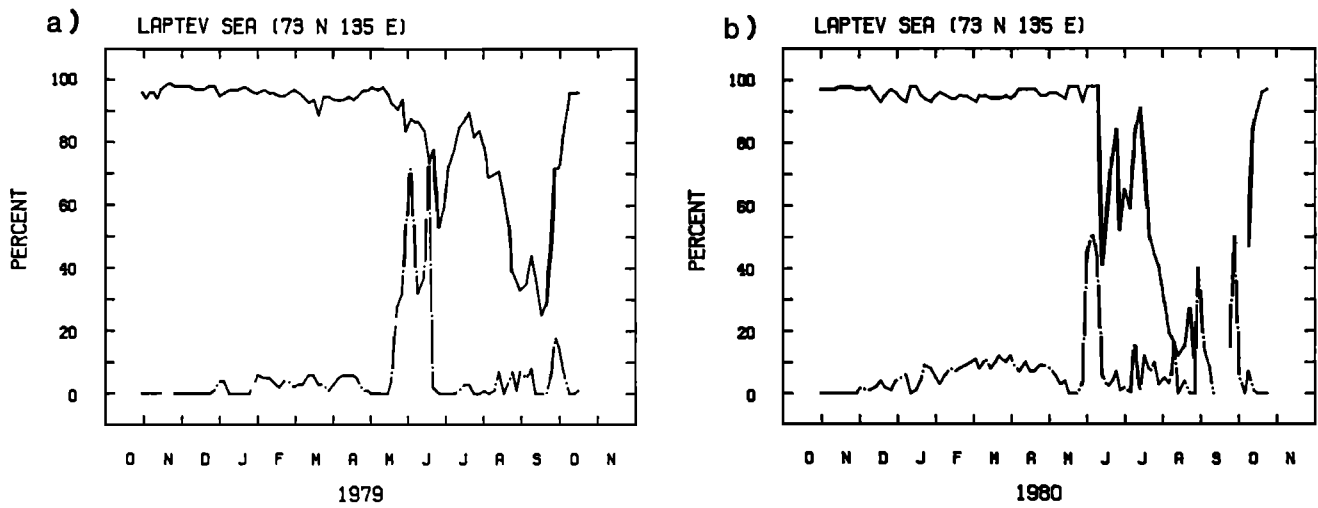 a) LAPTEV SEA (73 N 135 E)
PERCENT
100
80
60
40
20
0
O N D J F M A M J J A S O N
1979
b) LAPTEV SEA (73 N 135 E)
PERCENT
100
80
60
40
20
0
O N D J F M A M J J A S O N
1980